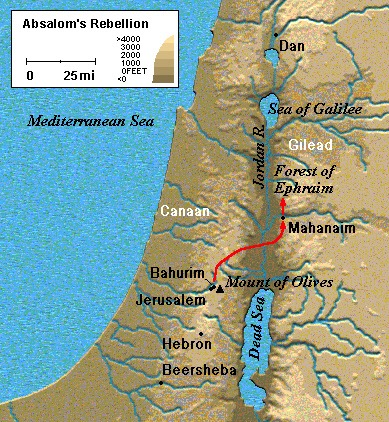 Absalom's Rebellion
>4000
4000
3000
2000
1000
0FEET
<0
0 25mi
Dan
Sea of Galilee
Mediterranean Sea
Jordan R.
Gilead
Forest of
Ephraim
Canaan
Mahanaim
Bahurim
Mount of Olives
Jerusalem
Dead Sea
Hebron
Beersheba